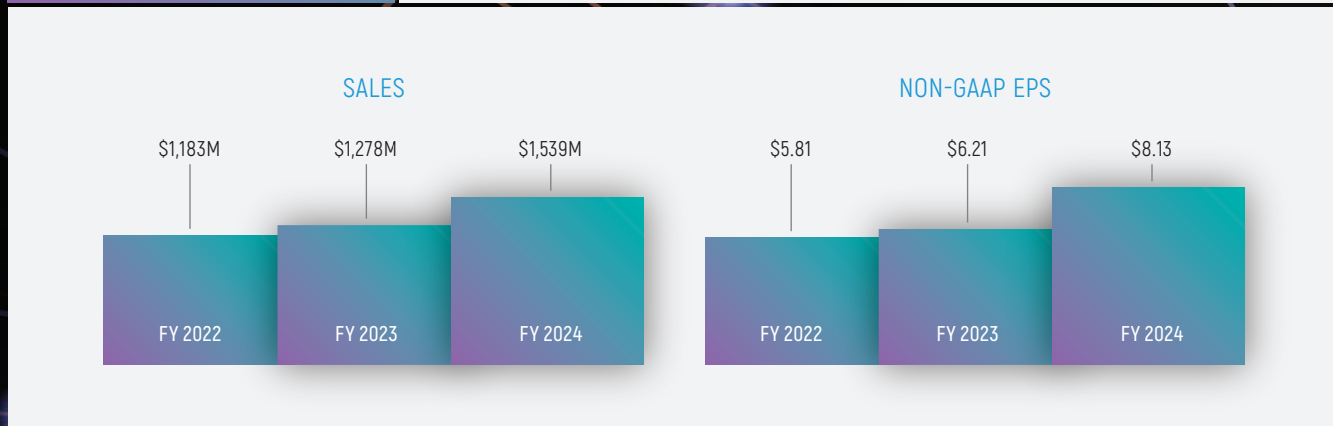 SALES
$1,183M
$1,278M
$1,539M
FY 2022
FY 2023
FY 2024
NON-GAAP EPS
$5.81
$6.21
$8.13
FY 2022
FY 2023
FY 2024